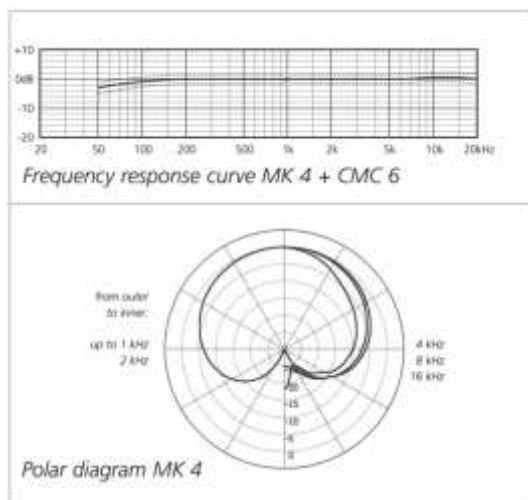 +10
0dB
-10
-20
20 50 100 200 500 1k 2k 5k 10k 20kHz
Frequency response curve MK 4 + CMC 6
from outer
to inner:
up to 1 kHz
2 kHz
4 kHz
8 kHz
16 kHz
-20
-15
-10
-5
0
Polar diagram MK 4